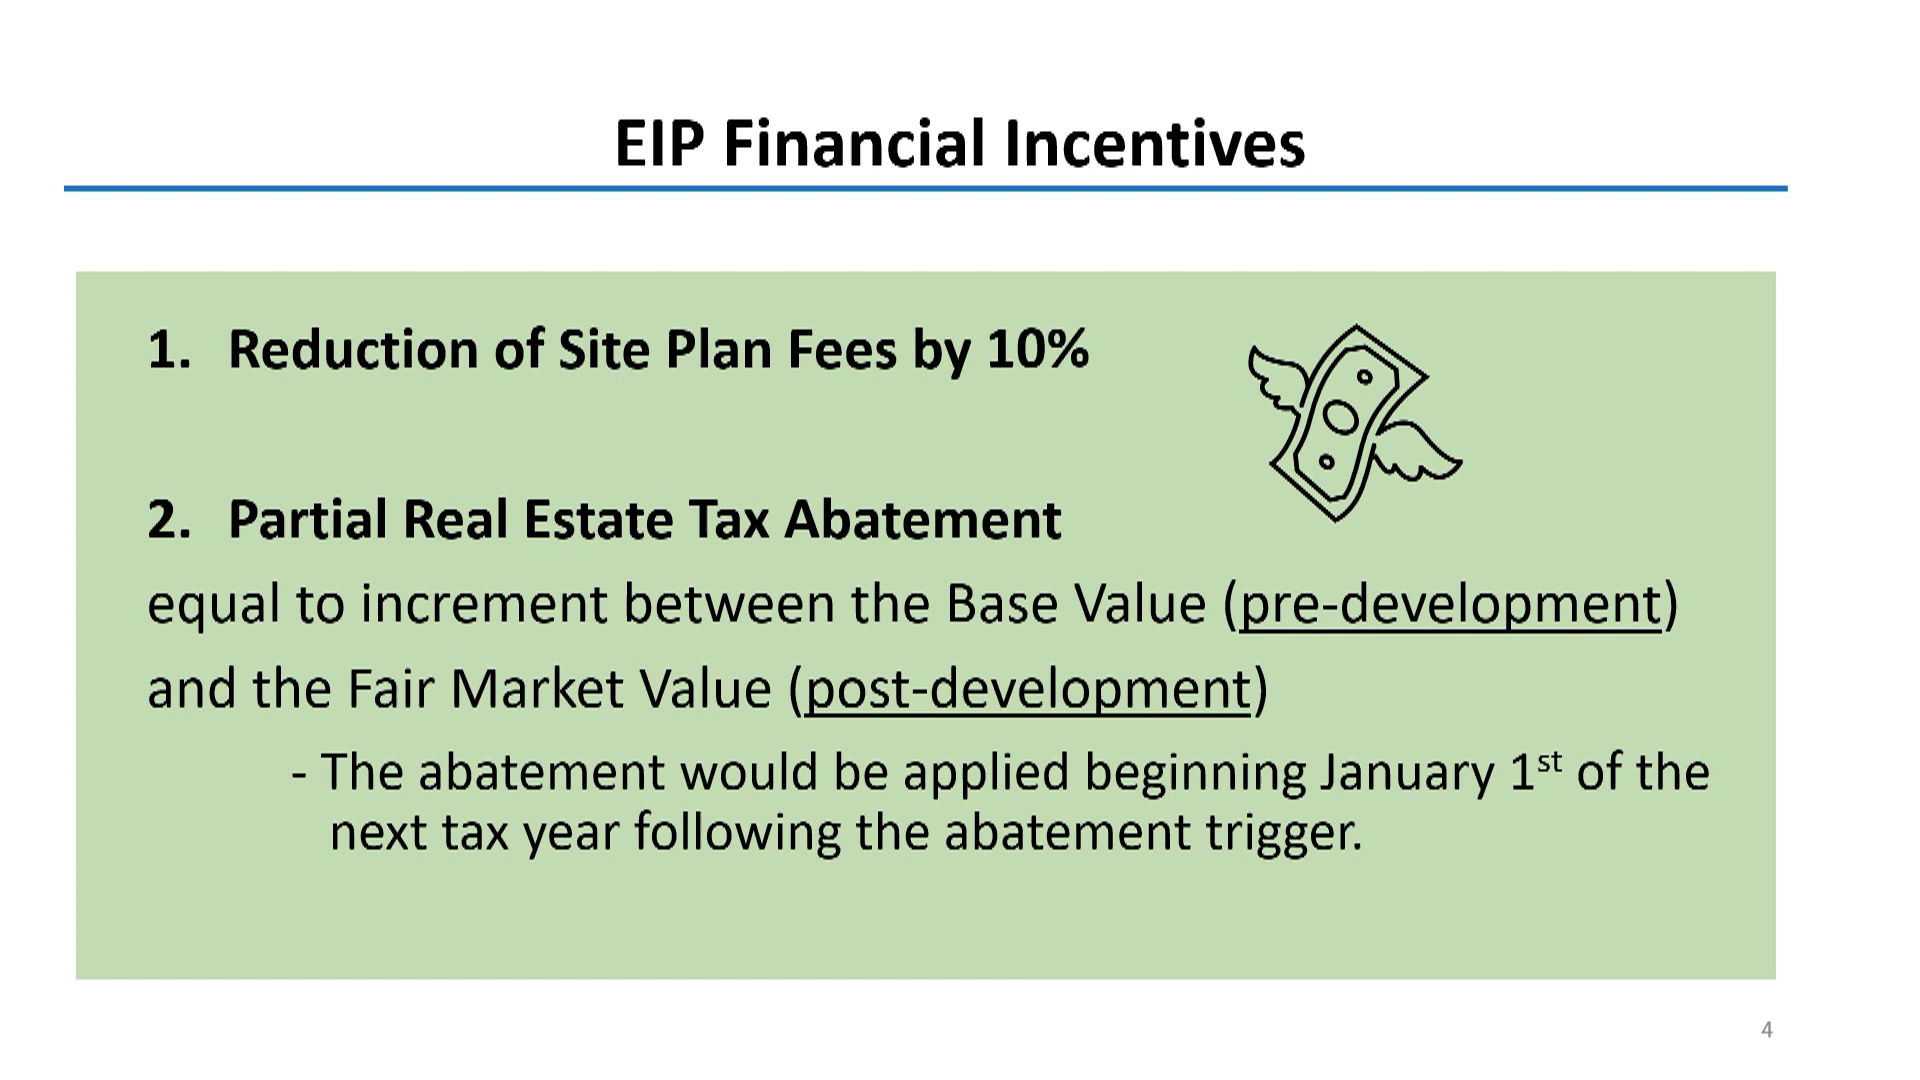 EIP Financial Incentives
1. Reduction of Site Plan Fees by 10%
2. Partial Real Estate Tax Abatement
equal to increment between the Base Value (pre-development)
and the Fair Market Value (post-development)
- The abatement would be applied beginning January 1st of the
next tax year following the abatement trigger.
4